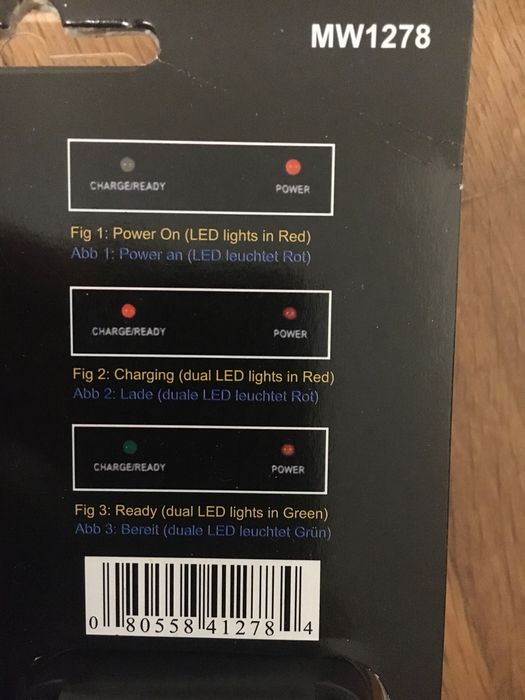 MW1278
CHARGE/READY POWER
Fig 1: Power On (LED lights in Red)
Abb 1: Power an (LED leuchtet Rot)
CHARGE/READY POWER
Fig 2: Charging (dual LED lights in Red)
Abb 2: Lade (duale LED leuchtet Rot)
CHARGE/READY POWER
Fig 3: Ready (dual LED lights in Green)
Abb 3: Bereit (duale LED leuchtet Grün)
0 80558 41278 4